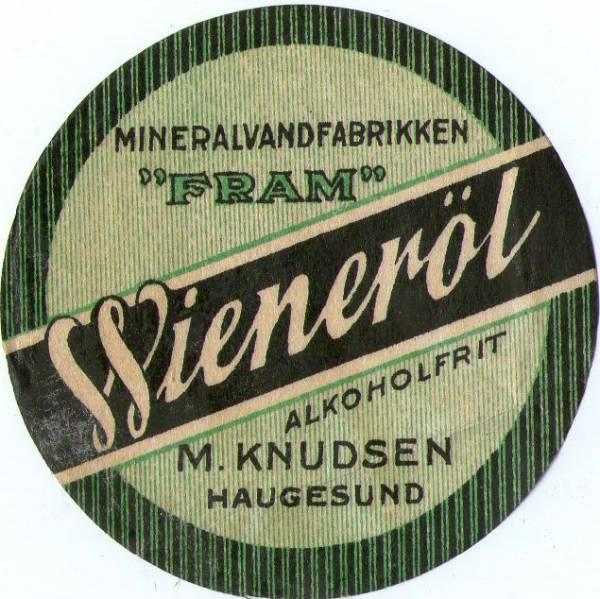 MINERALVANDFABRIKKEN
"FRAM"
Wieneröl
ALKOHOLFRIT
M. KNUDSEN
HAUGESUND